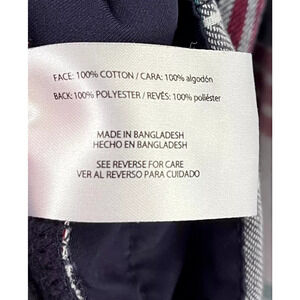 FACE: 100% COTTON / CARA: 100% algodón
BACK: 100% POLYESTER / REVÉS: 100% poliéster
MADE IN BANGLADESH
HECHO EN BANGLADESH
SEE REVERSE FOR CARE
VER AL REVERSO PARA CUIDADO